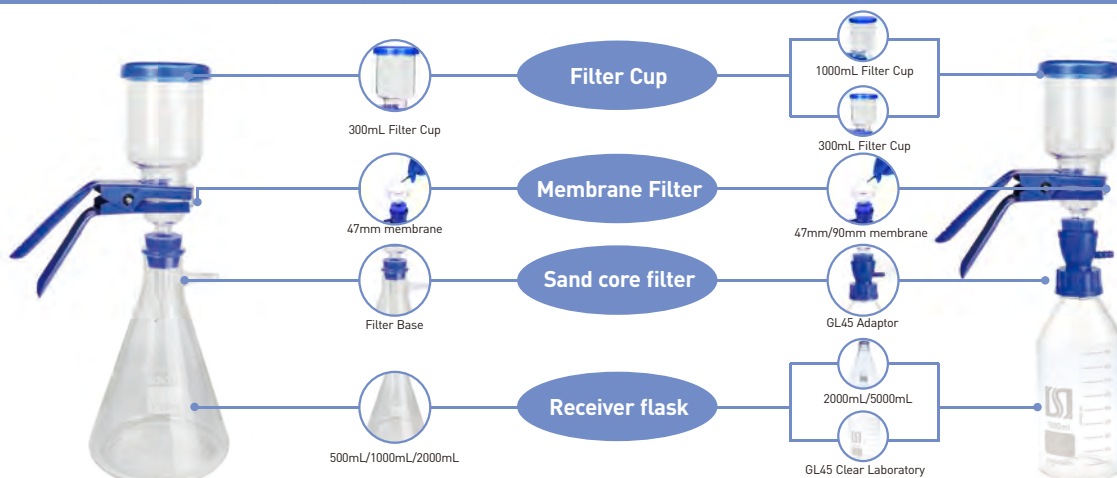 Filter Cup
300mL Filter Cup
1000mL Filter Cup
300mL Filter Cup
Membrane Filter
47mm membrane
47mm/90mm membrane
Sand core filter
Filter Base
GL45 Adaptor
Receiver flask
500mL/1000mL/2000mL
2000mL/5000mL
GL45 Clear Laboratory
1000ml